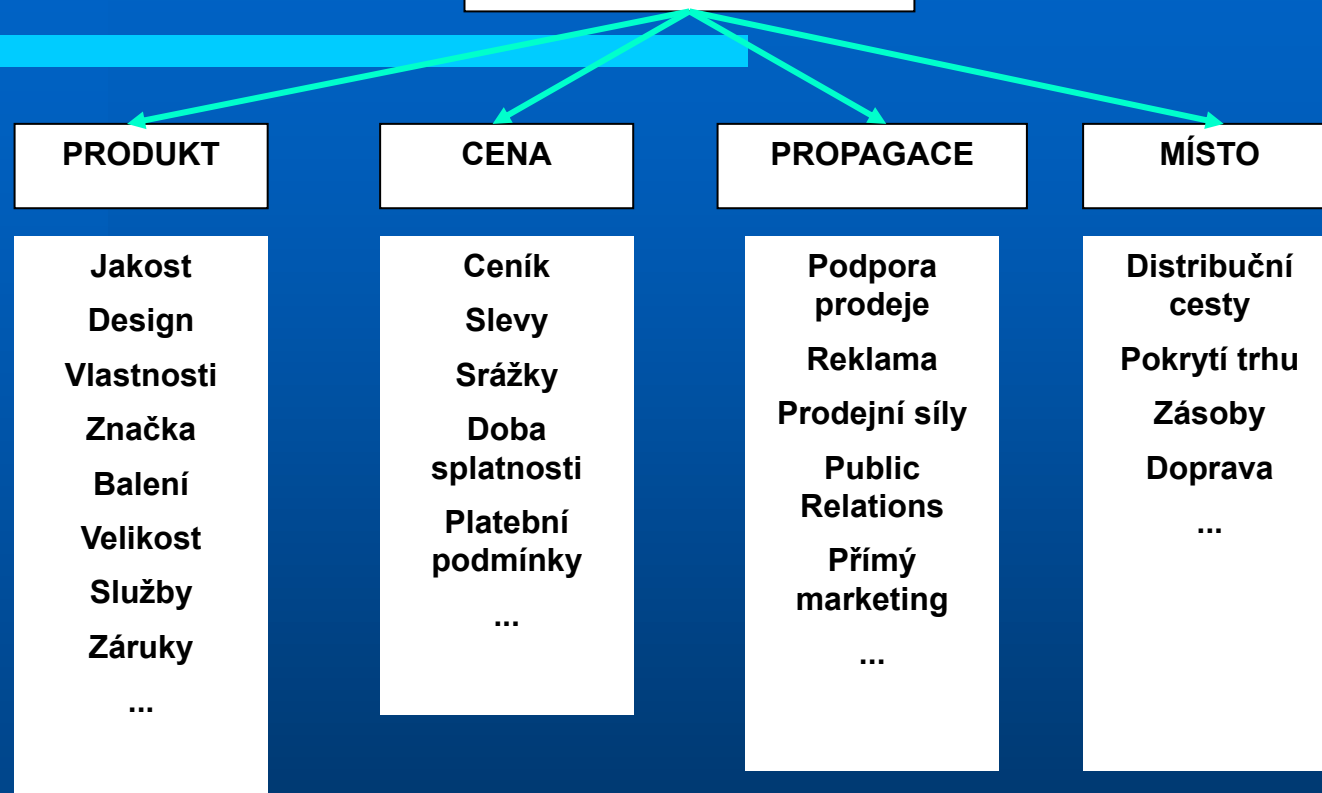 PRODUKT
Jakost
Design
Vlastnosti
Značka
Balení
Velikost
Služby
Záruky
...
CENA
Ceník
Slevy
Srážky
Doba
splatnosti
Platební
podmínky
...
PROPAGACE
Podpora
prodeje
Reklama
Prodejní síly
Public
Relations
Přímý
marketing
...
MÍSTO
Distribuční
cesty
Pokrytí trhu
Zásoby
Doprava
...